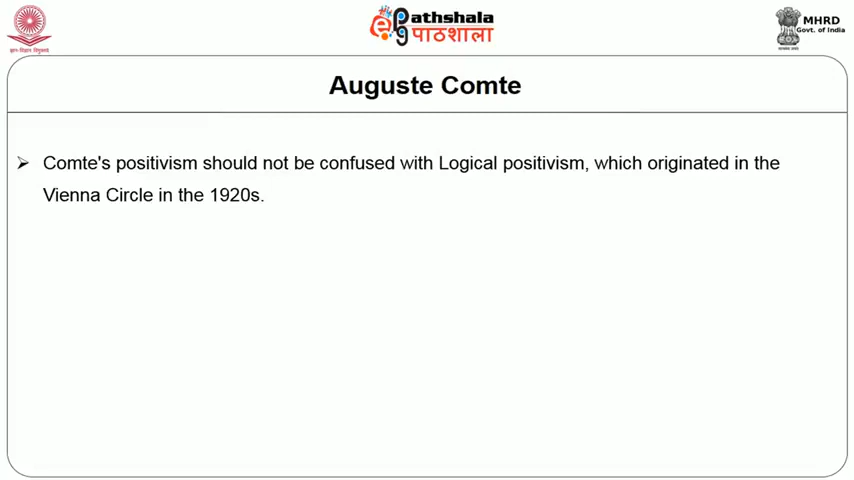 ePathshala
पाठशाला
MHRD
Govt. of India
Auguste Comte
➢ Comte's positivism should not be confused with Logical positivism, which originated in the
Vienna Circle in the 1920s.